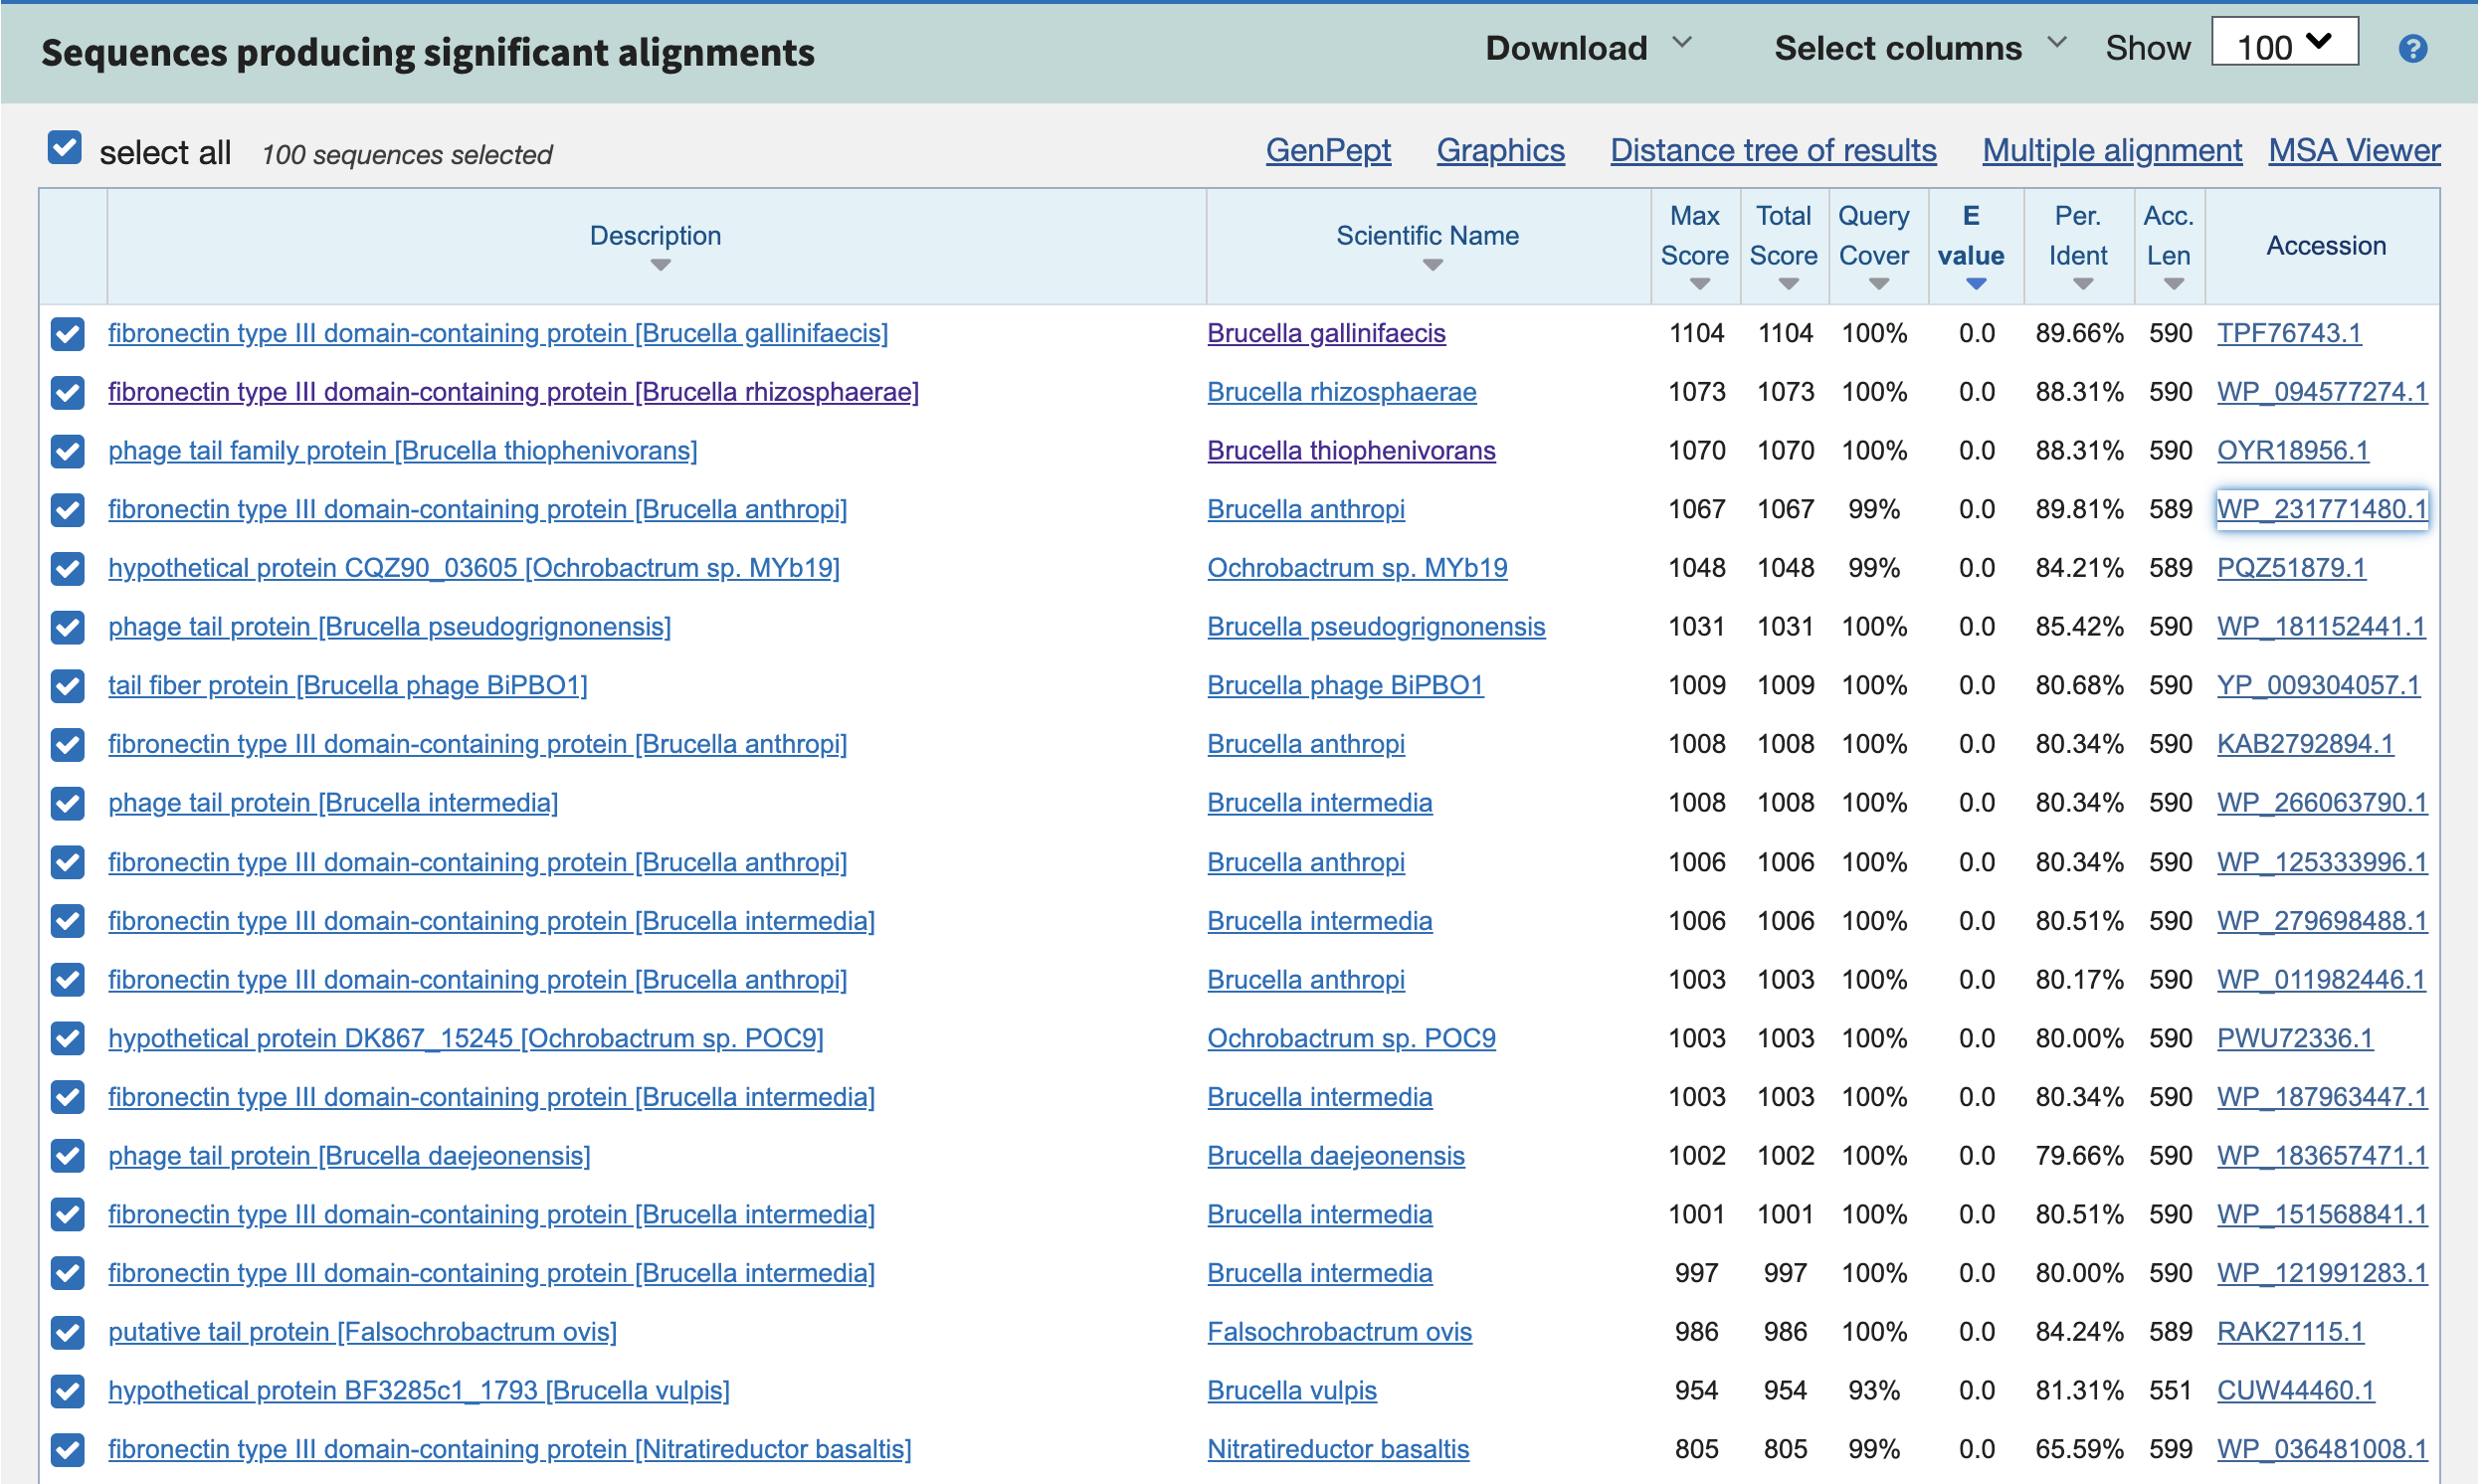 Sequences producing significant alignments Download Select columns Show 100 ?
select all 100 sequences selected GenPept Graphics Distance tree of results Multiple alignment MSA Viewer
Description Scientific Name Max Score Total Score Query Cover E value Per. Ident Acc. Len Accession
fibronectin type III domain-containing protein [Brucella gallinifaecis] Brucella gallinifaecis 1104 1104 100% 0.0 89.66% 590 TPF76743.1
fibronectin type III domain-containing protein [Brucella rhizosphaerae] Brucella rhizosphaerae 1073 1073 100% 0.0 88.31% 590 WP_094577274.1
phage tail family protein [Brucella thiophenivorans] Brucella thiophenivorans 1070 1070 100% 0.0 88.31% 590 OYR18956.1
fibronectin type III domain-containing protein [Brucella anthropi] Brucella anthropi 1067 1067 99% 0.0 89.81% 589 WP_231771480.1
hypothetical protein CQZ90_03605 [Ochrobactrum sp. MYb19] Ochrobactrum sp. MYb19 1048 1048 99% 0.0 84.21% 589 PQZ51879.1
phage tail protein [Brucella pseudogrignonensis] Brucella pseudogrignonensis 1031 1031 100% 0.0 85.42% 590 WP_181152441.1
tail fiber protein [Brucella phage BiPBO1] Brucella phage BiPBO1 1009 1009 100% 0.0 80.68% 590 YP_009304057.1
fibronectin type III domain-containing protein [Brucella anthropi] Brucella anthropi 1008 1008 100% 0.0 80.34% 590 KAB2792894.1
phage tail protein [Brucella intermedia] Brucella intermedia 1008 1008 100% 0.0 80.34% 590 WP_266063790.1
fibronectin type III domain-containing protein [Brucella anthropi] Brucella anthropi 1006 1006 100% 0.0 80.34% 590 WP_125333996.1
fibronectin type III domain-containing protein [Brucella intermedia] Brucella intermedia 1006 1006 100% 0.0 80.51% 590 WP_279698488.1
fibronectin type III domain-containing protein [Brucella anthropi] Brucella anthropi 1003 1003 100% 0.0 80.17% 590 WP_011982446.1
hypothetical protein DK867_15245 [Ochrobactrum sp. POC9] Ochrobactrum sp. POC9 1003 1003 100% 0.0 80.00% 590 PWU72336.1
fibronectin type III domain-containing protein [Brucella intermedia] Brucella intermedia 1003 1003 100% 0.0 80.34% 590 WP_187963447.1
phage tail protein [Brucella daejeonensis] Brucella daejeonensis 1002 1002 100% 0.0 79.66% 590 WP_183657471.1
fibronectin type III domain-containing protein [Brucella intermedia] Brucella intermedia 1001 1001 100% 0.0 80.51% 590 WP_151568841.1
fibronectin type III domain-containing protein [Brucella intermedia] Brucella intermedia 997 997 100% 0.0 80.00% 590 WP_121991283.1
putative tail protein [Falsochrobactrum ovis] Falsochrobactrum ovis 986 986 100% 0.0 84.24% 589 RAK27115.1
hypothetical protein BF3285c1_1793 [Brucella vulpis] Brucella vulpis 954 954 93% 0.0 81.31% 551 CUW44460.1
fibronectin type III domain-containing protein [Nitratireductor basaltis] Nitratireductor basaltis 805 805 99% 0.0 65.59% 599 WP_036481008.1